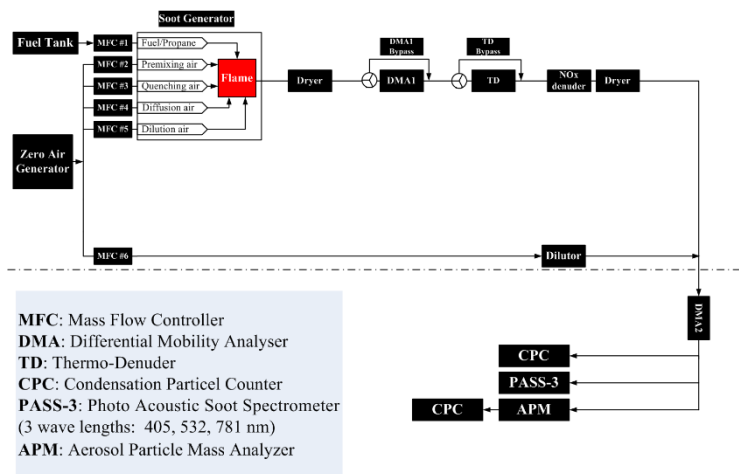 Soot Generator
Fuel Tank
MFC #1
Fuel/Propane
MFC #2
Premixing air
MFC #3
Quenching air
MFC #4
Diffusion air
MFC #5
Dilution air
Flame
Dryer
DMA1
Bypass
DMA1
TD
Bypass
TD
NOx
denuder
Dryer
Zero Air
Generator
MFC #6
Dilutor
DMA2
CPC
PASS-3
CPC
APM
MFC: Mass Flow Controller
DMA: Differential Mobility Analyser
TD: Thermo-Denuder
CPC: Condensation Particel Counter
PASS-3: Photo Acoustic Soot Spectrometer
(3 wave lengths: 405, 532, 781 nm)
APM: Aerosol Particle Mass Analyzer